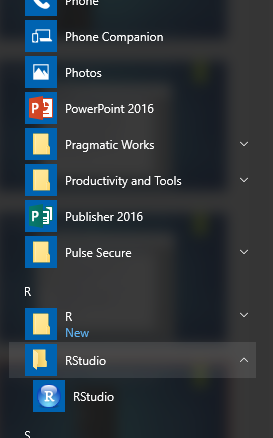 Phone
Phone Companion
Photos
PowerPoint 2016
Pragmatic Works
Productivity and Tools
Publisher 2016
Pulse Secure
R
R
New
RStudio
RStudio
S